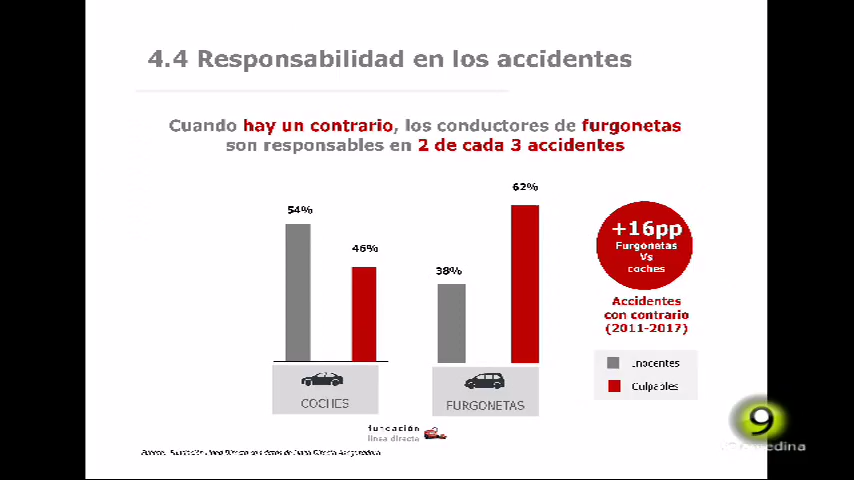 4.4 Responsabilidad en los accidentes
Cuando hay un contrario, los conductores de furgonetas
son responsables en 2 de cada 3 accidentes
54%
46%
38%
62%
COCHES
FURGONETAS
+16pp
Furgonetas
Vs
coches
Accidentes
con contrario
(2011-2017)
Inocentes
Culpables
fundación
linea directa
9